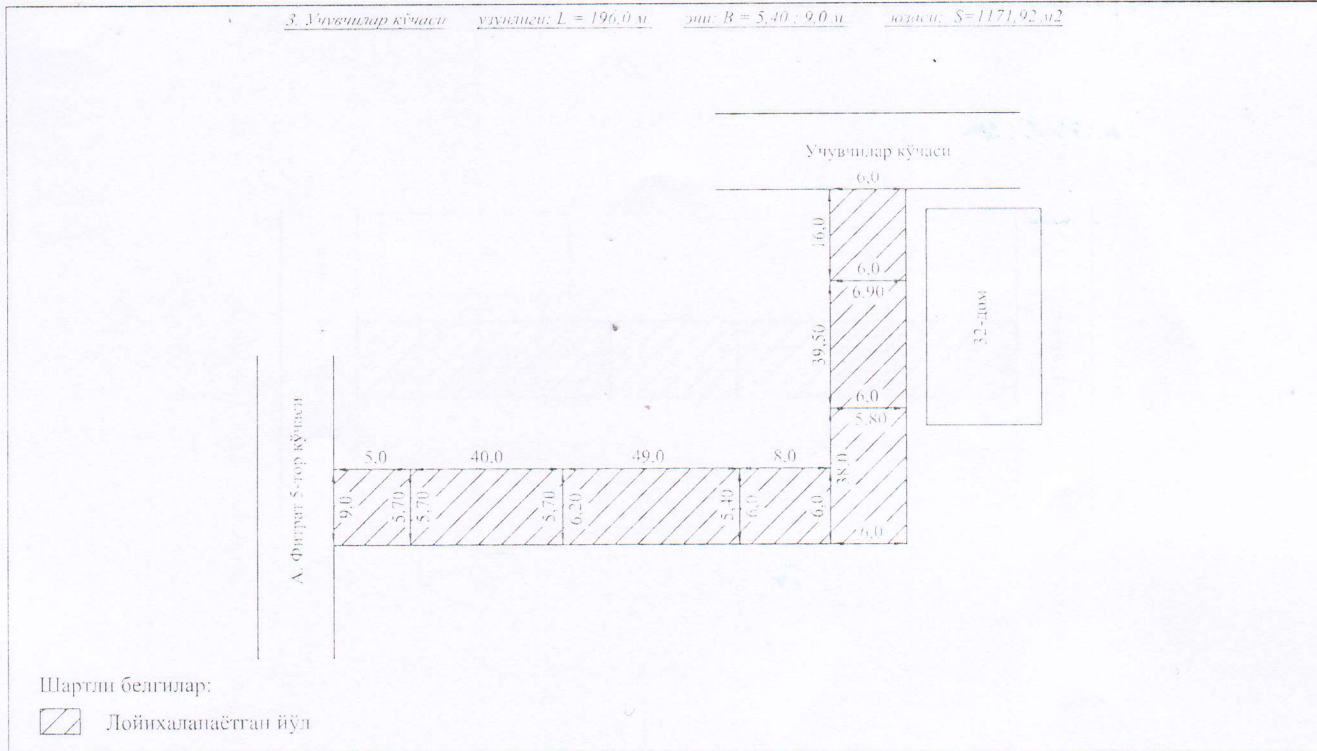 3. Учувчилар кўчаси узунлиги: L = 196,0 м эни: B = 5,40 ; 9,0 м юзаси: S=1171,92 м2
Учувчилар кўчаси
6,0
16,0
6,0
6,90
39,50
32-дом
6,0
5,80
38,0
6,0
А. Фитрат 5-тор кўчаси
5,0 40,0 49,0 8,0
9,0 5,70 5,70 5,70 6,20 5,40 6,0 6,0
Шартли белгилар:
Лойихаланаётган йўл